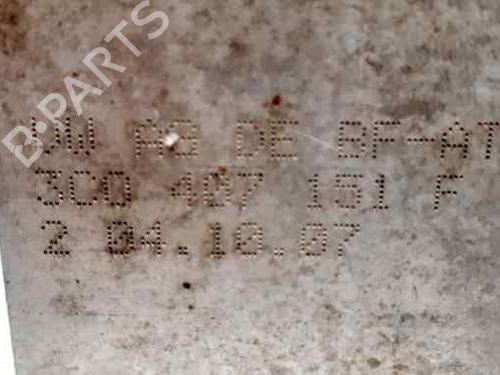 B-PARTS
VW AG DE BF-AT
3C0 407 151 F
2 04.10.07